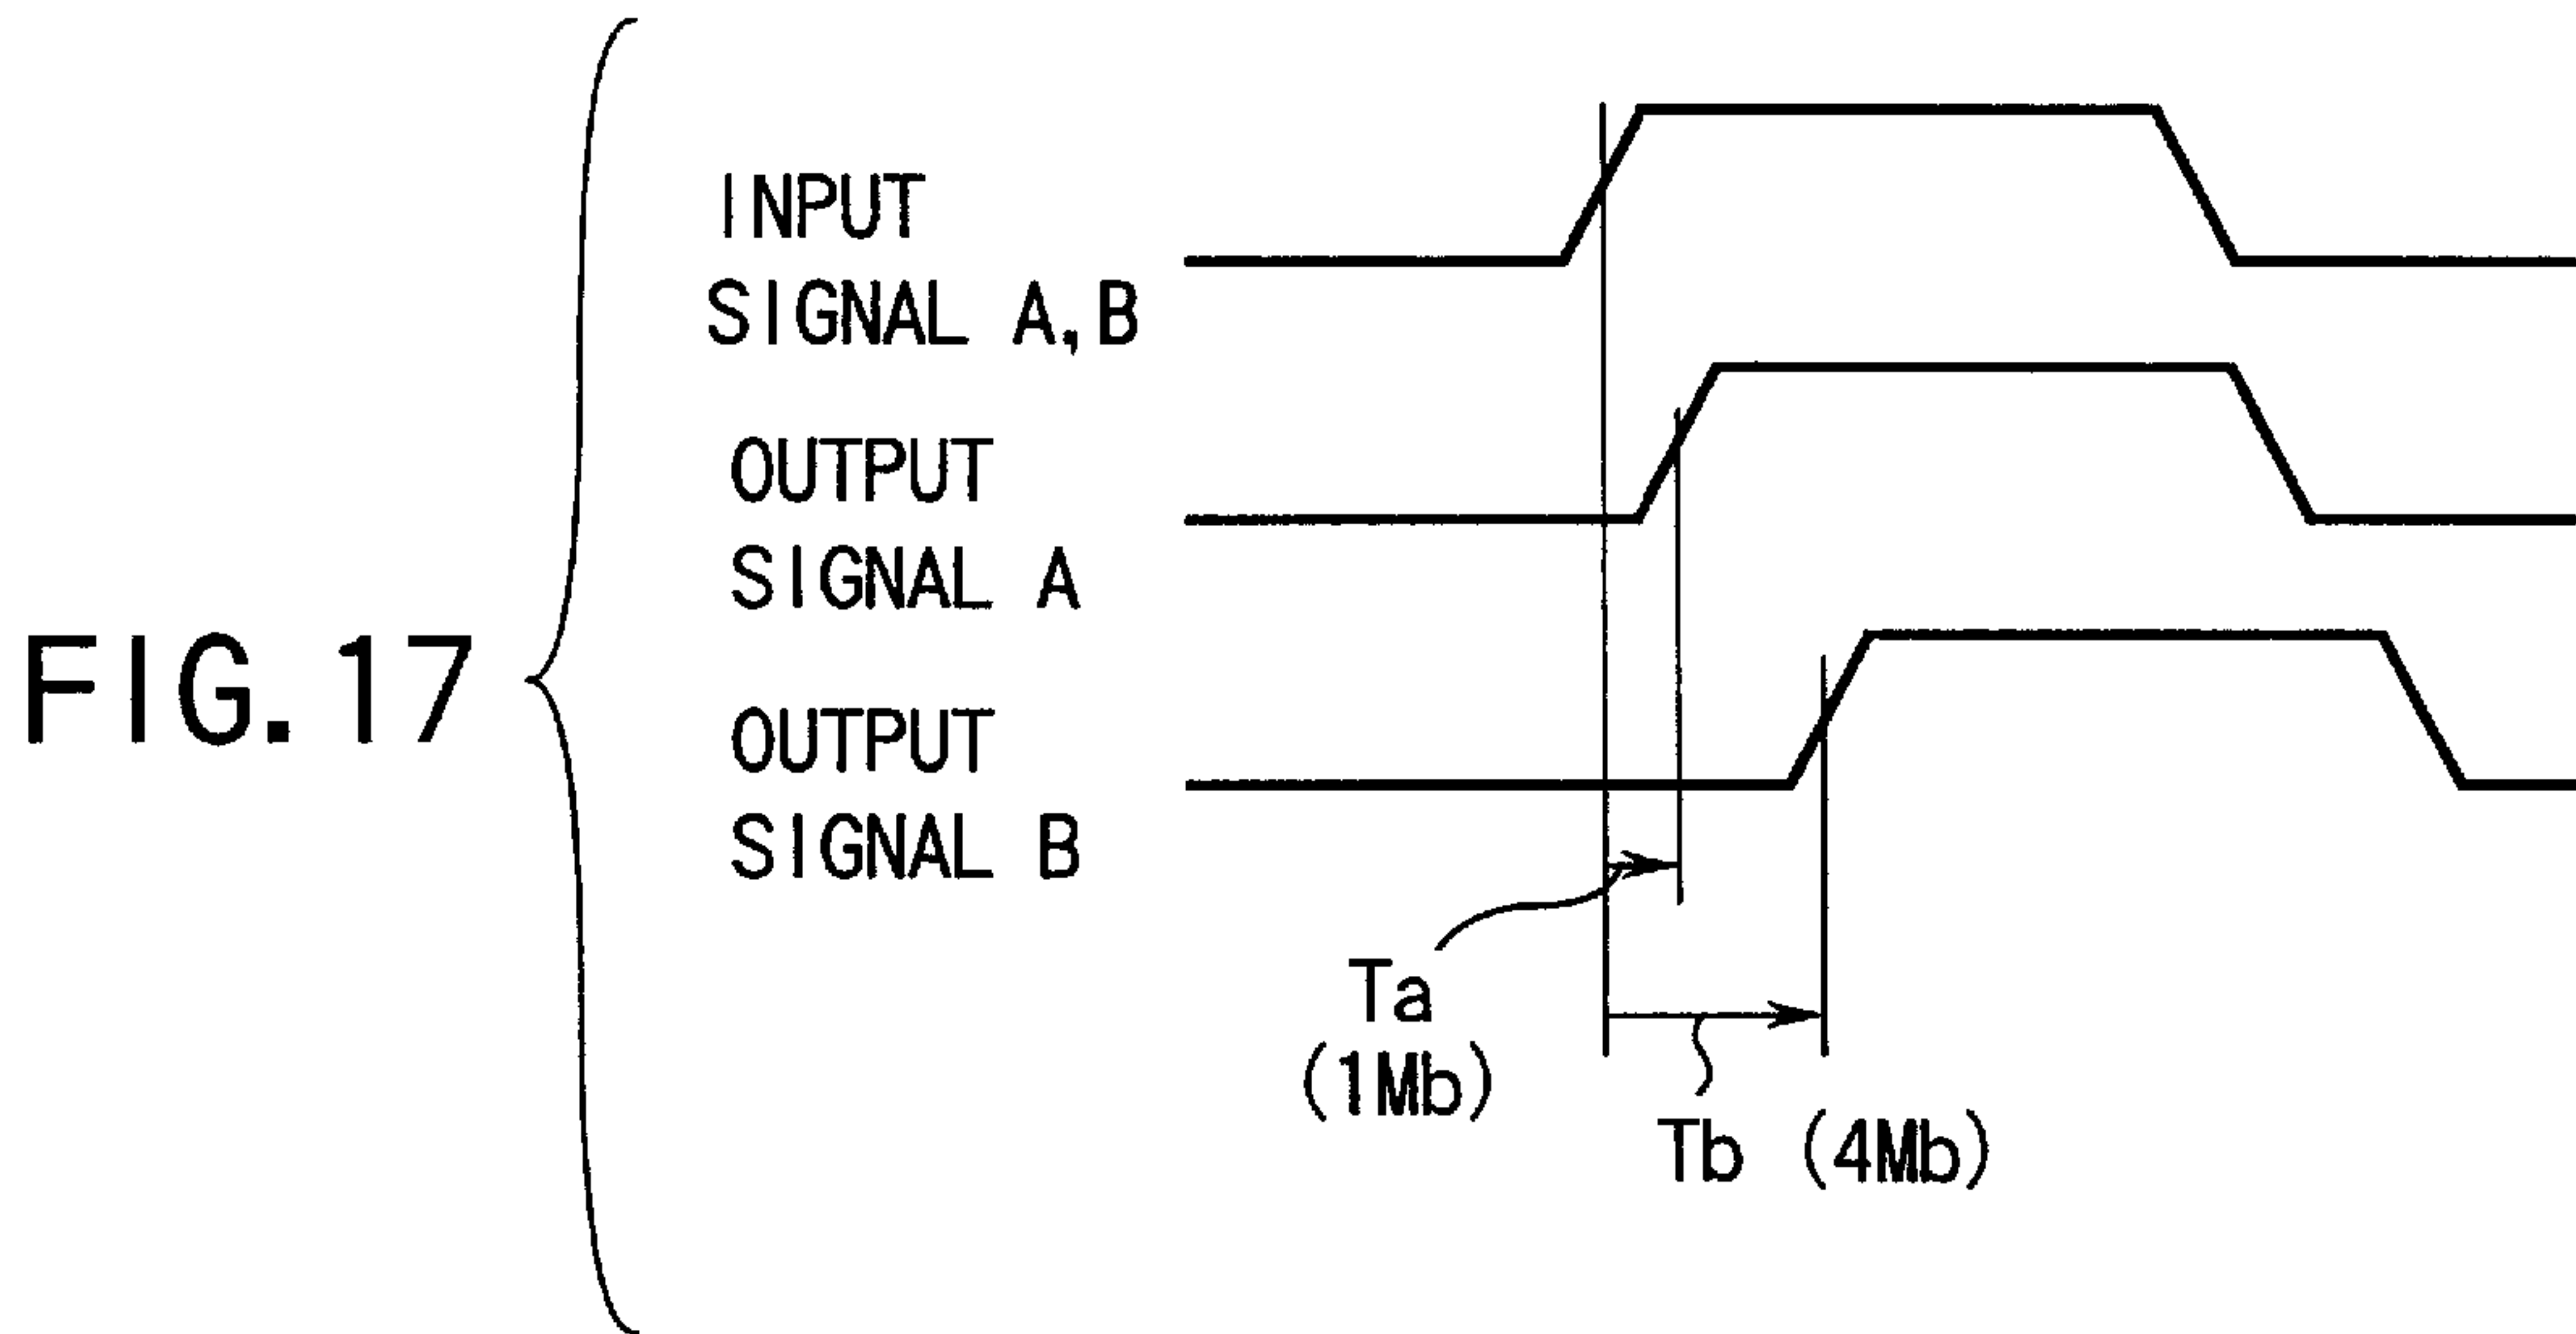 FIG.17
INPUT
SIGNAL A,B
OUTPUT
SIGNAL A
OUTPUT
SIGNAL B
Ta
(1Mb)
Tb (4Mb)